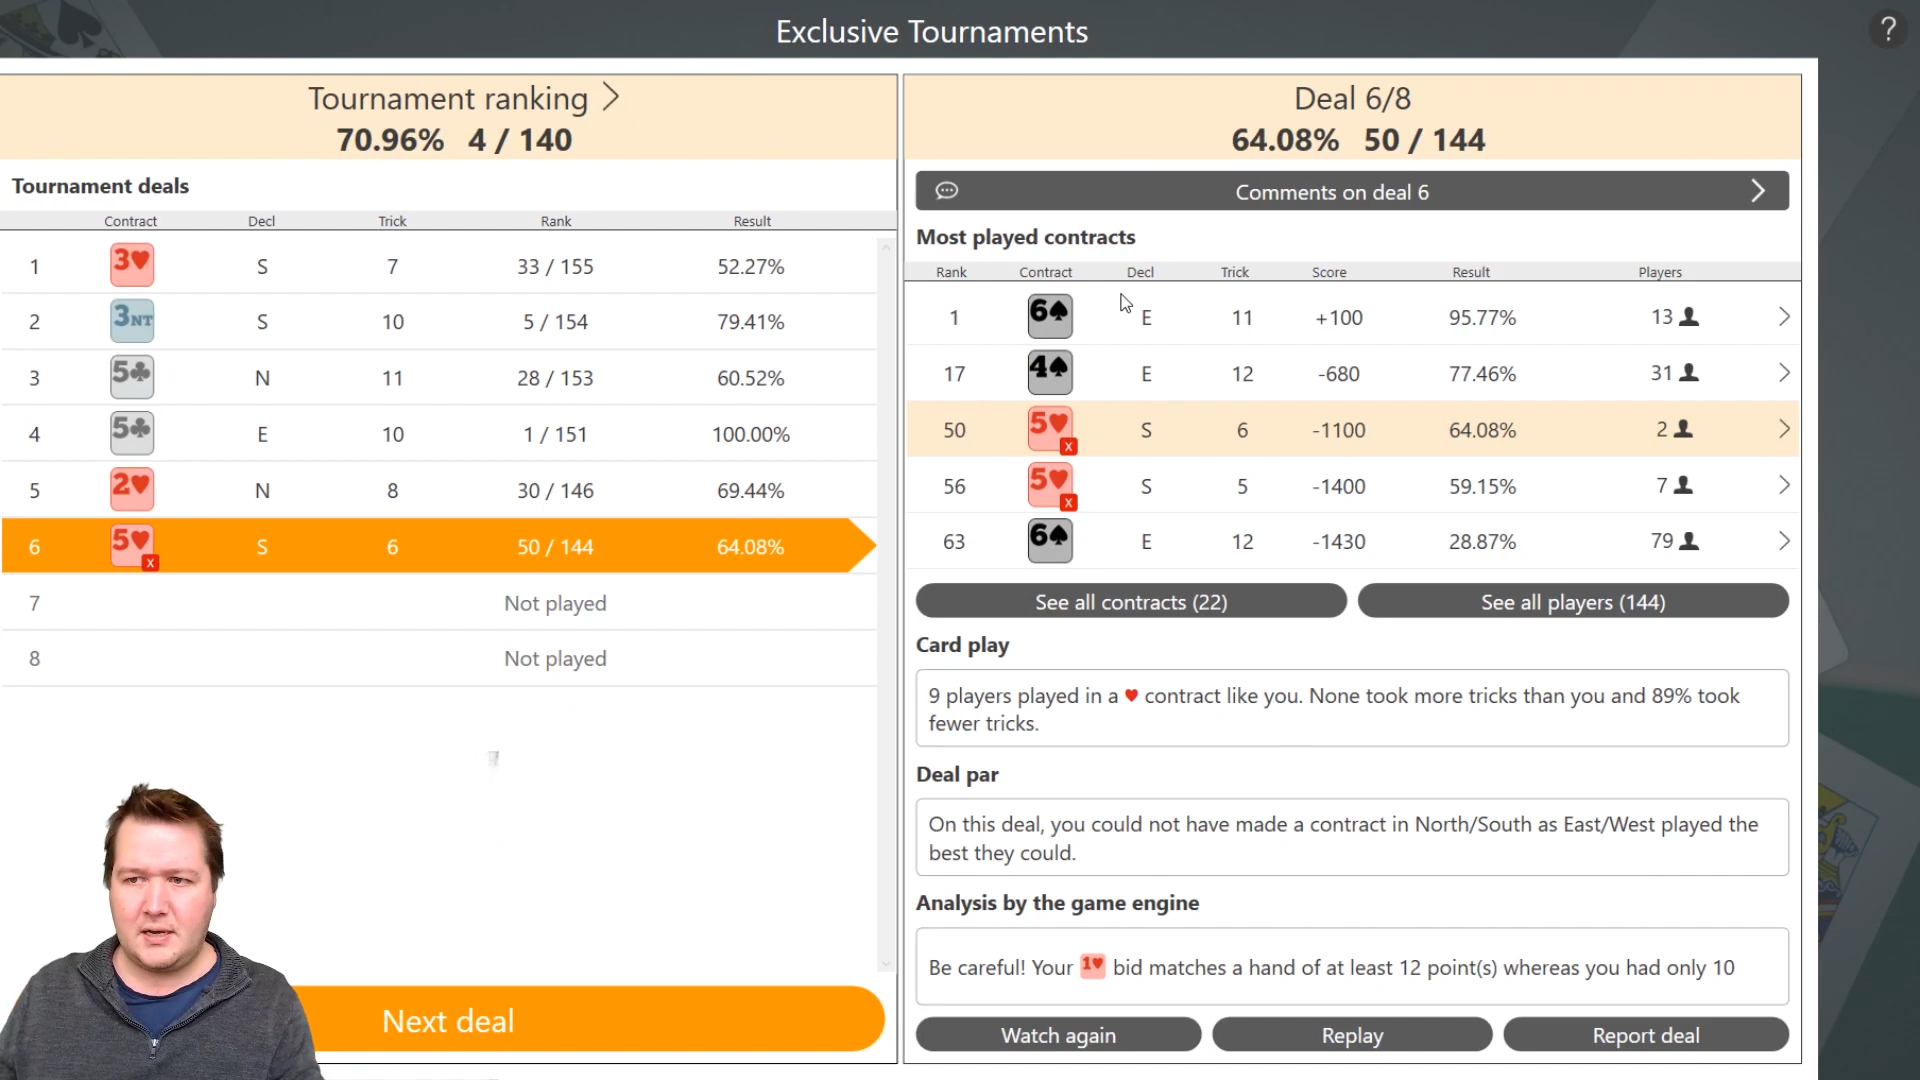 Exclusive Tournaments
?
Tournament ranking >
70.96% 4 / 140
Tournament deals
Contract Decl Trick Rank Result
1 3♥ S 7 33 / 155 52.27%
2 3NT S 10 5 / 154 79.41%
3 5♣ N 11 28 / 153 60.52%
4 5♣ E 10 1 / 151 100.00%
5 2♥ N 8 30 / 146 69.44%
6 5♥ x S 6 50 / 144 64.08%
7 Not played
8 Not played
Next deal
Deal 6/8
64.08% 50 / 144
Comments on deal 6
Most played contracts
Rank Contract Decl Trick Score Result Players
1 6♠ E 11 +100 95.77% 13
17 4♠ E 12 -680 77.46% 31
50 5♥ x S 6 -1100 64.08% 2
56 5♥ x S 5 -1400 59.15% 7
63 6♠ E 12 -1430 28.87% 79
See all contracts (22) See all players (144)
Card play
9 players played in a ♥ contract like you. None took more tricks than you and 89% took
fewer tricks.
Deal par
On this deal, you could not have made a contract in North/South as East/West played the
best they could.
Analysis by the game engine
Be careful! Your 1♥ bid matches a hand of at least 12 point(s) whereas you had only 10
Watch again Replay Report deal